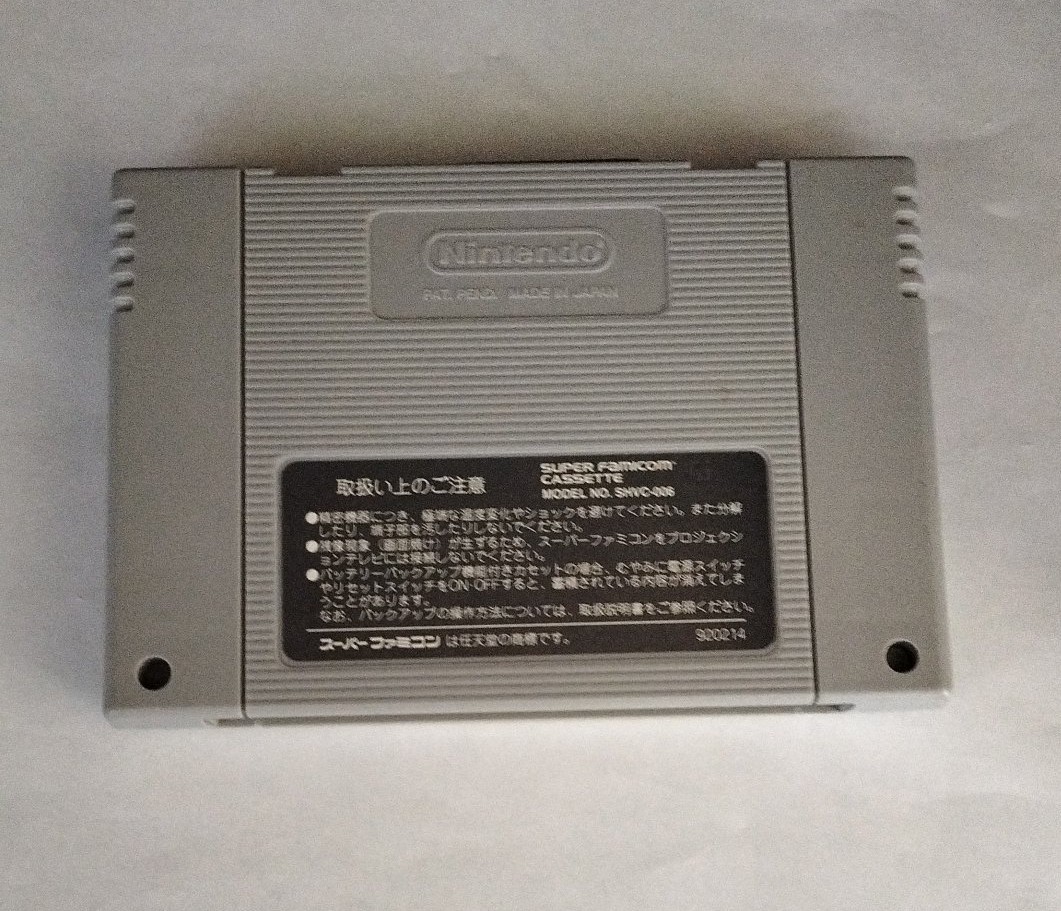 Nintendo
PAT. PEND. MADE IN JAPAN
取扱い上のご注意
SUPER Famicom
CASSETTE
MODEL NO. SHVC-006
●精密機器につき、極端な温度変化やショックを避けてください。また分解
したり、端子部を汚したりしないでください。
●残像現象（画面焼け）が生ずるため、スーパーファミコンをプロジェクシ
ョンテレビには接続しないでください。
●バッテリーバックアップ機能付きカセットの場合、むやみに電源スイッチ
やリセットスイッチをON・OFFすると、蓄積されている内容が消えてしま
うことがあります。
なお、バックアップの操作方法については、取扱説明書をご参照ください。
スーパーファミコンは任天堂の商標です。
920214